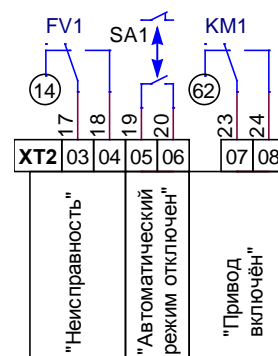 FV1
SA1
KM1
14
62
17
18
19
20
23
24
XT2 03 04 05 06 07 08
"Неисправность"
"Автоматический
режим отключен"
"Привод
включён"